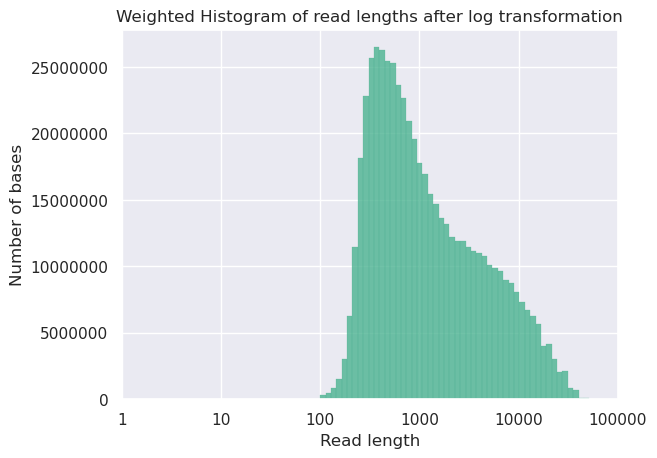 Weighted Histogram of read lengths after log transformation
Number of bases
25000000
20000000
15000000
10000000
5000000
0
1 10 100 1000 10000 100000
Read length